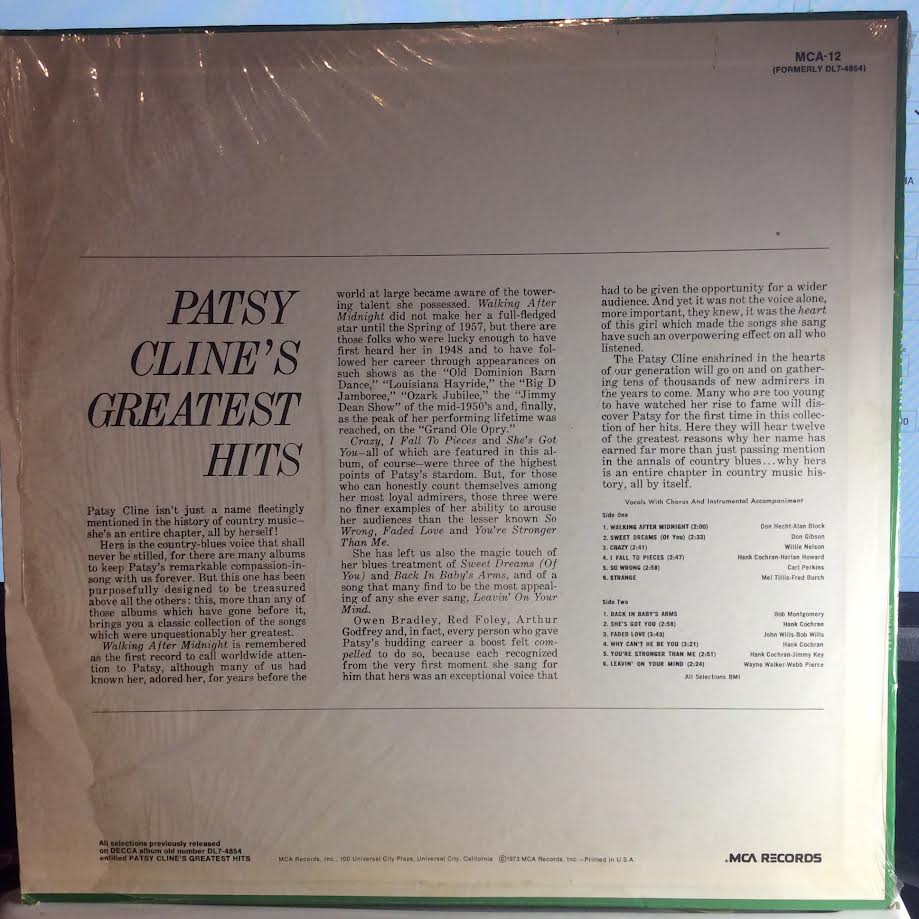 MCA-12
(FORMERLY DL7-4854)
PATSY
CLINE'S
GREATEST
HITS
Patsy Cline isn't just a name fleetingly
mentioned in the history of country music—
she's an entire chapter, all by herself!
Hers is the country-blues voice that shall
never be stilled, for there are many albums
to keep Patsy's remarkable compassion-in-
song with us forever. But this one has been
purposefully designed to be treasured
above all the others: this, more than any of
those albums which have gone before it,
brings you a classic collection of the songs
which were unquestionably her greatest.
Walking After Midnight is remembered
as the first record to call worldwide atten-
tion to Patsy, although many of us had
known her, adored her, for years before the
world at large became aware of the tower-
ing talent she possessed. Walking After
Midnight did not make her a full-fledged
star until the Spring of 1957, but there are
those folks who were lucky enough to have
first heard her in 1948 and to have fol-
lowed her career through appearances on
such shows as the "Old Dominion Barn
Dance," "Louisiana Hayride," the "Big D
Jamboree," "Ozark Jubilee," the "Jimmy
Dean Show" of the mid-1950's and, finally,
as the peak of her performing lifetime was
reached, on the "Grand Ole Opry."
Crazy, I Fall To Pieces and She's Got
You—all of which are featured in this al-
bum, of course—were three of the highest
points of Patsy's stardom. But, for those
who can honestly count themselves among
her most loyal admirers, those three were
no finer examples of her ability to arouse
her audiences than the lesser known So
Wrong, Faded Love and You're Stronger
Than Me.
She has left us also the magic touch of
her blues treatment of Sweet Dreams (Of
You) and Back In Baby's Arms, and of a
song that many find to be the most appeal-
ing of any she ever sang, Leavin' On Your
Mind.
Owen Bradley, Red Foley, Arthur
Godfrey and, in fact, every person who gave
Patsy's budding career a boost felt com-
pelled to do so, because each recognized
from the very first moment she sang for
him that hers was an exceptional voice that
had to be given the opportunity for a wider
audience. And yet it was not the voice alone,
more important, they knew, it was the heart
of this girl which made the songs she sang
have such an overpowering effect on all who
listened.
The Patsy Cline enshrined in the hearts
of our generation will go on and on gather-
ing tens of thousands of new admirers in
the years to come. Many who are too young
to have watched her rise to fame will dis-
cover Patsy for the first time in this collec-
tion of her hits. Here they will hear twelve
of the greatest reasons why her name has
earned far more than just passing mention
in the annals of country blues...why hers
is an entire chapter in country music his-
tory, all by itself.
Vocals With Chorus And Instrumental Accompaniment
Side One
1. WALKING AFTER MIDNIGHT (2:00) Don Hecht-Alan Block
2. SWEET DREAMS (Of You) (2:33) Don Gibson
3. CRAZY (2:41) Willie Nelson
4. I FALL TO PIECES (2:47) Hank Cochran-Harlan Howard
5. SO WRONG (2:58) Carl Perkins
6. STRANGE Mel Tillis-Fred Burch
Side Two
1. BACK IN BABY'S ARMS Bob Montgomery
2. SHE'S GOT YOU (2:58) Hank Cochran
3. FADED LOVE (3:43) John Wills-Bob Wills
4. WHY CAN'T HE BE YOU (3:21) Hank Cochran
5. YOU'RE STRONGER THAN ME (2:51) Hank Cochran-Jimmy Key
6. LEAVIN' ON YOUR MIND (2:24) Wayne Walker-Webb Pierce
All Selections BMI
All selections previously released
on DECCA album old number DL7-4854
entitled PATSY CLINE'S GREATEST HITS
MCA Records, Inc., 100 Universal City Plaza, Universal City, California ©1973 MCA Records, Inc.—Printed in U.S.A.
MCA RECORDS